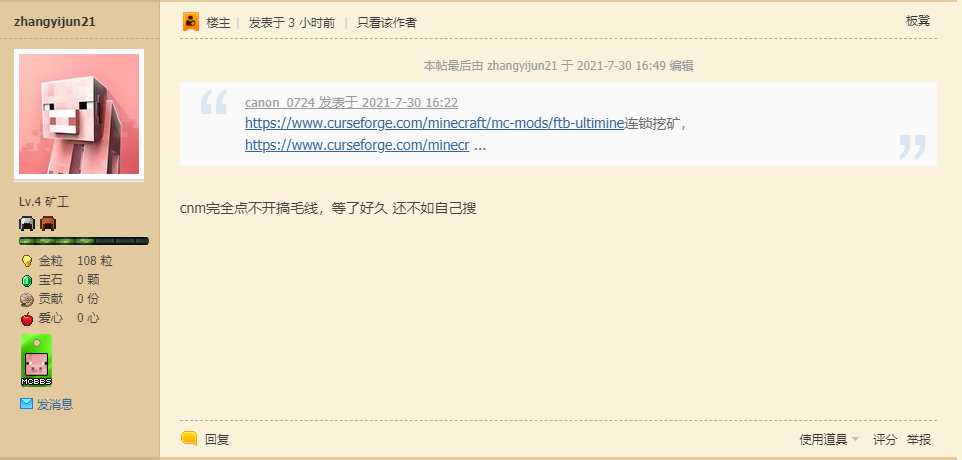 zhangyijun21
楼主 | 发表于 3 小时前 | 只看该作者
板凳
本帖最后由 zhangyijun21 于 2021-7-30 16:49 编辑
canon_0724 发表于 2021-7-30 16:22
https://www.curseforge.com/minecraft/mc-mods/ftb-ultimine连锁挖矿，
https://www.curseforge.com/minecr ...
cnm完全点不开搞毛线，等了好久 还不如自己搜
Lv.4 矿工
金粒 108 粒
宝石 0 颗
贡献 0 份
爱心 0 心
MCBBS
发消息
回复
使用道具 评分 举报